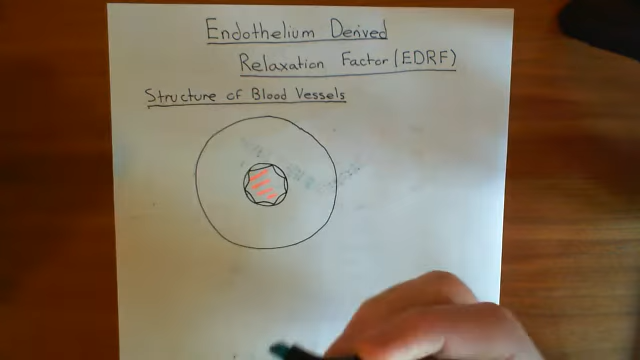 Endothelium Derived
Relaxation Factor (EDRF)
Structure of Blood Vessels